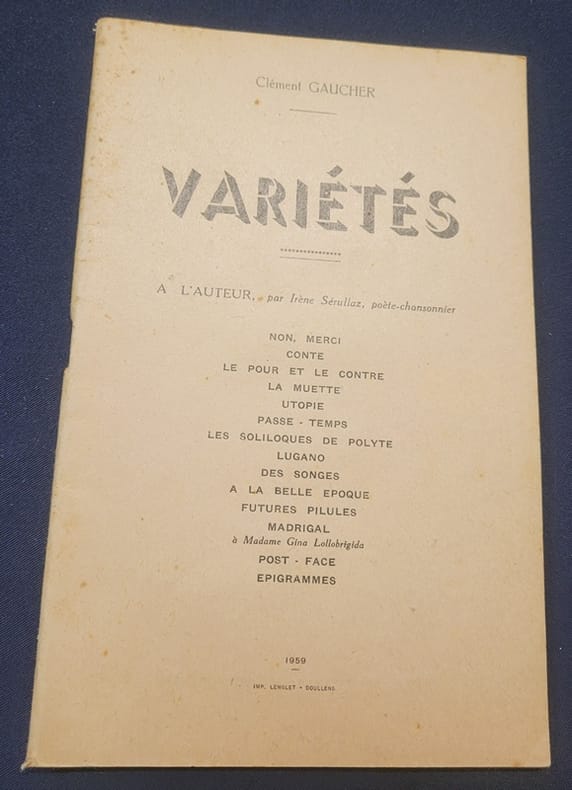 Clément GAUCHER
VARIÉTÉS
A L'AUTEUR, par Irène Sérullaz, poète-chansonnier
NON, MERCI
CONTE
LE POUR ET LE CONTRE
LA MUETTE
UTOPIE
PASSE - TEMPS
LES SOLILOQUES DE POLYTE
LUGANO
DES SONGES
A LA BELLE EPOQUE
FUTURES PILULES
MADRIGAL
à Madame Gina Lollobrigida
POST - FACE
EPIGRAMMES
1959
IMP. LENGLET - DOULLENS